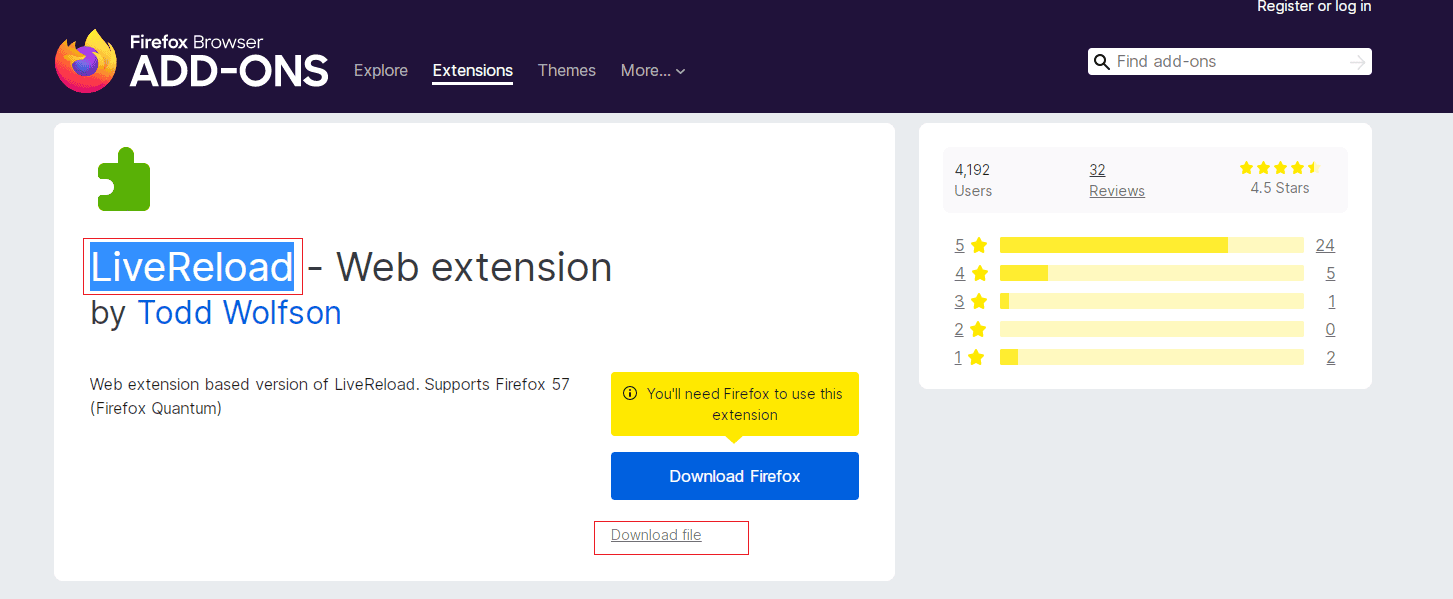 Register or log in
Firefox Browser
ADD-ONS
Explore
Extensions
Themes
More...
Find add-ons
LiveReload - Web extension
by Todd Wolfson
Web extension based version of LiveReload. Supports Firefox 57
(Firefox Quantum)
You'll need Firefox to use this
extension
Download Firefox
Download file
4,192
Users
32
Reviews
4.5 Stars
5 24
4 5
3 1
2 0
1 2